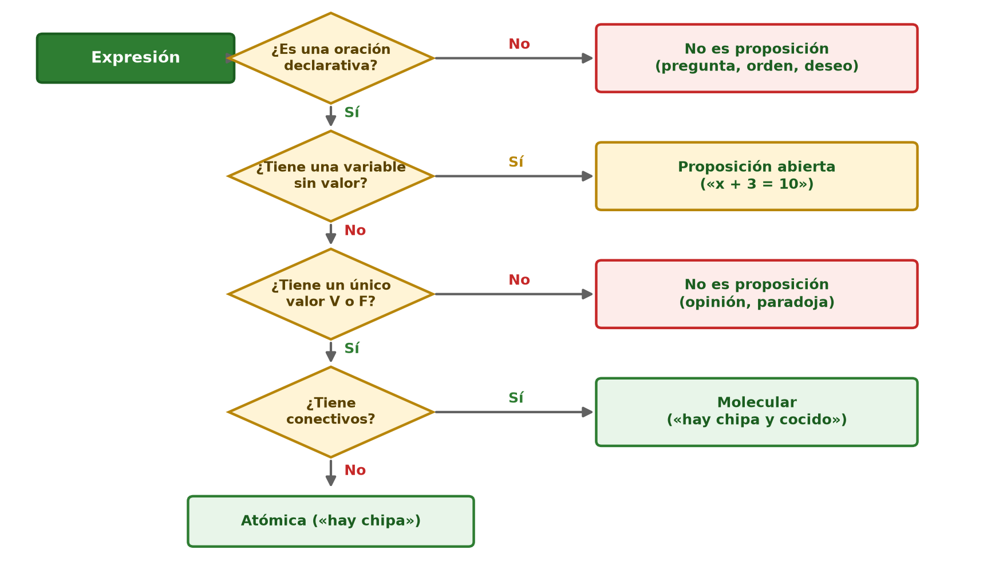 Expresión
¿Es una oración
declarativa?
No
No es proposición
(pregunta, orden, deseo)
Sí
¿Tiene una variable
sin valor?
Sí
Proposición abierta
(«x + 3 = 10»)
No
¿Tiene un único
valor V o F?
No
No es proposición
(opinión, paradoja)
Sí
¿Tiene
conectivos?
Sí
Molecular
(«hay chipa y cocido»)
No
Atómica («hay chipa»)